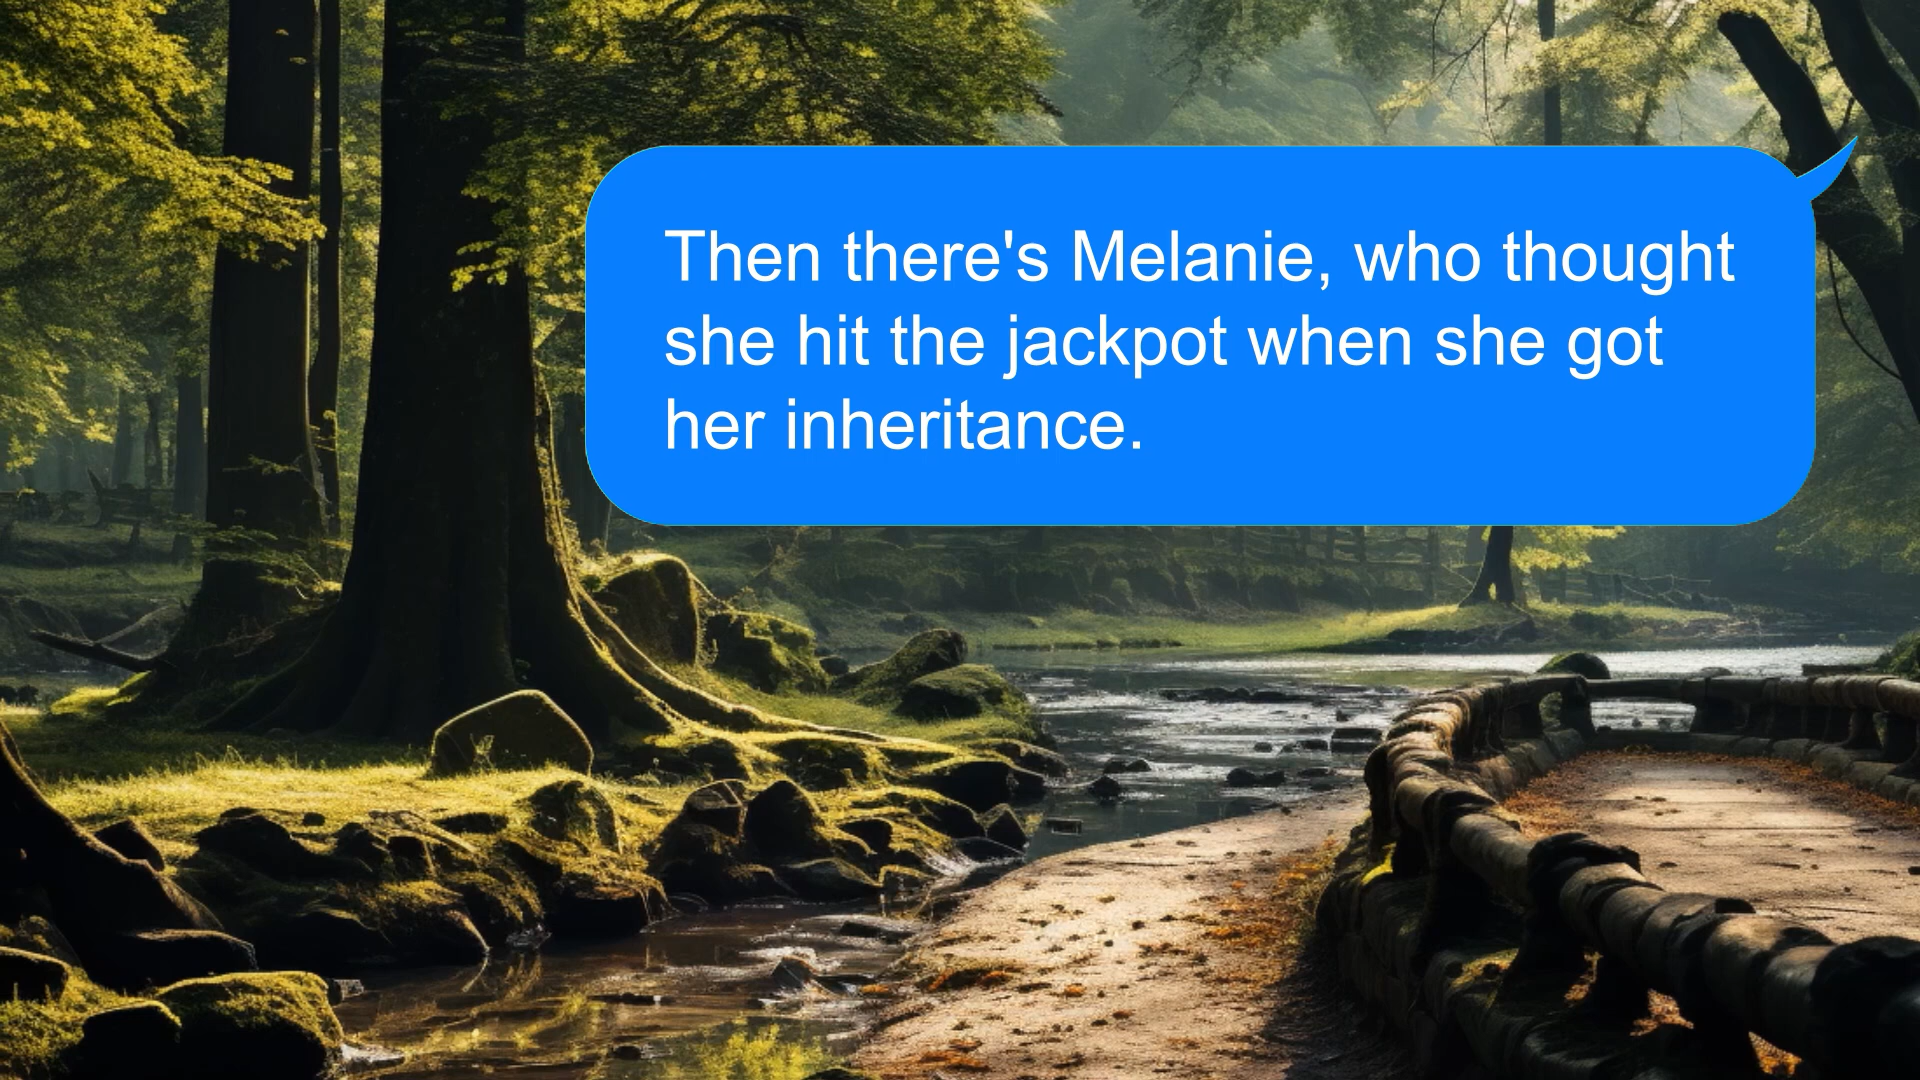 Then there's Melanie, who thought
she hit the jackpot when she got
her inheritance.